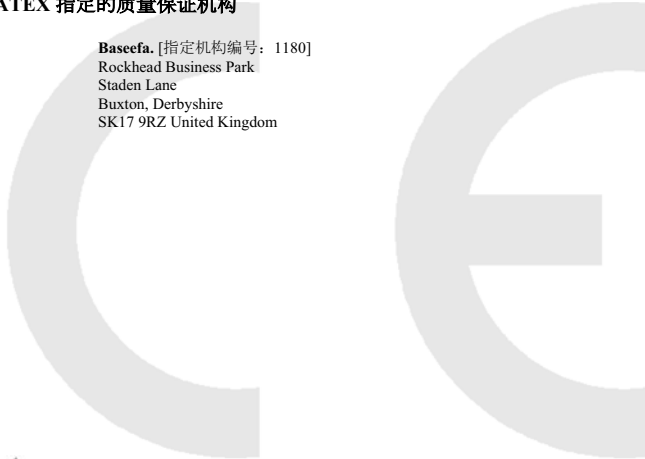 ATEX 指定的质量保证机构
Baseefa. [指定机构编号：1180]
Rockhead Business Park
Staden Lane
Buxton, Derbyshire
SK17 9RZ United Kingdom
CE